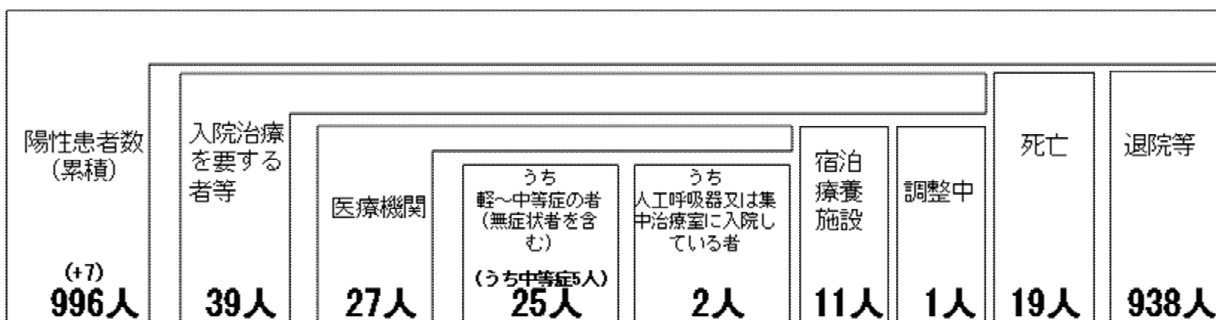 陽性患者数
（累積）
(+7)
996人
入院治療
を要する
者等
39人
医療機関
27人
うち
軽～中等症の者
（無症状者を含
む）
(うち中等症5人)
25人
うち
人工呼吸器又は集
中治療室に入院し
ている者
2人
宿泊
療養
施設
11人
調整中
1人
死亡
19人
退院等
938人